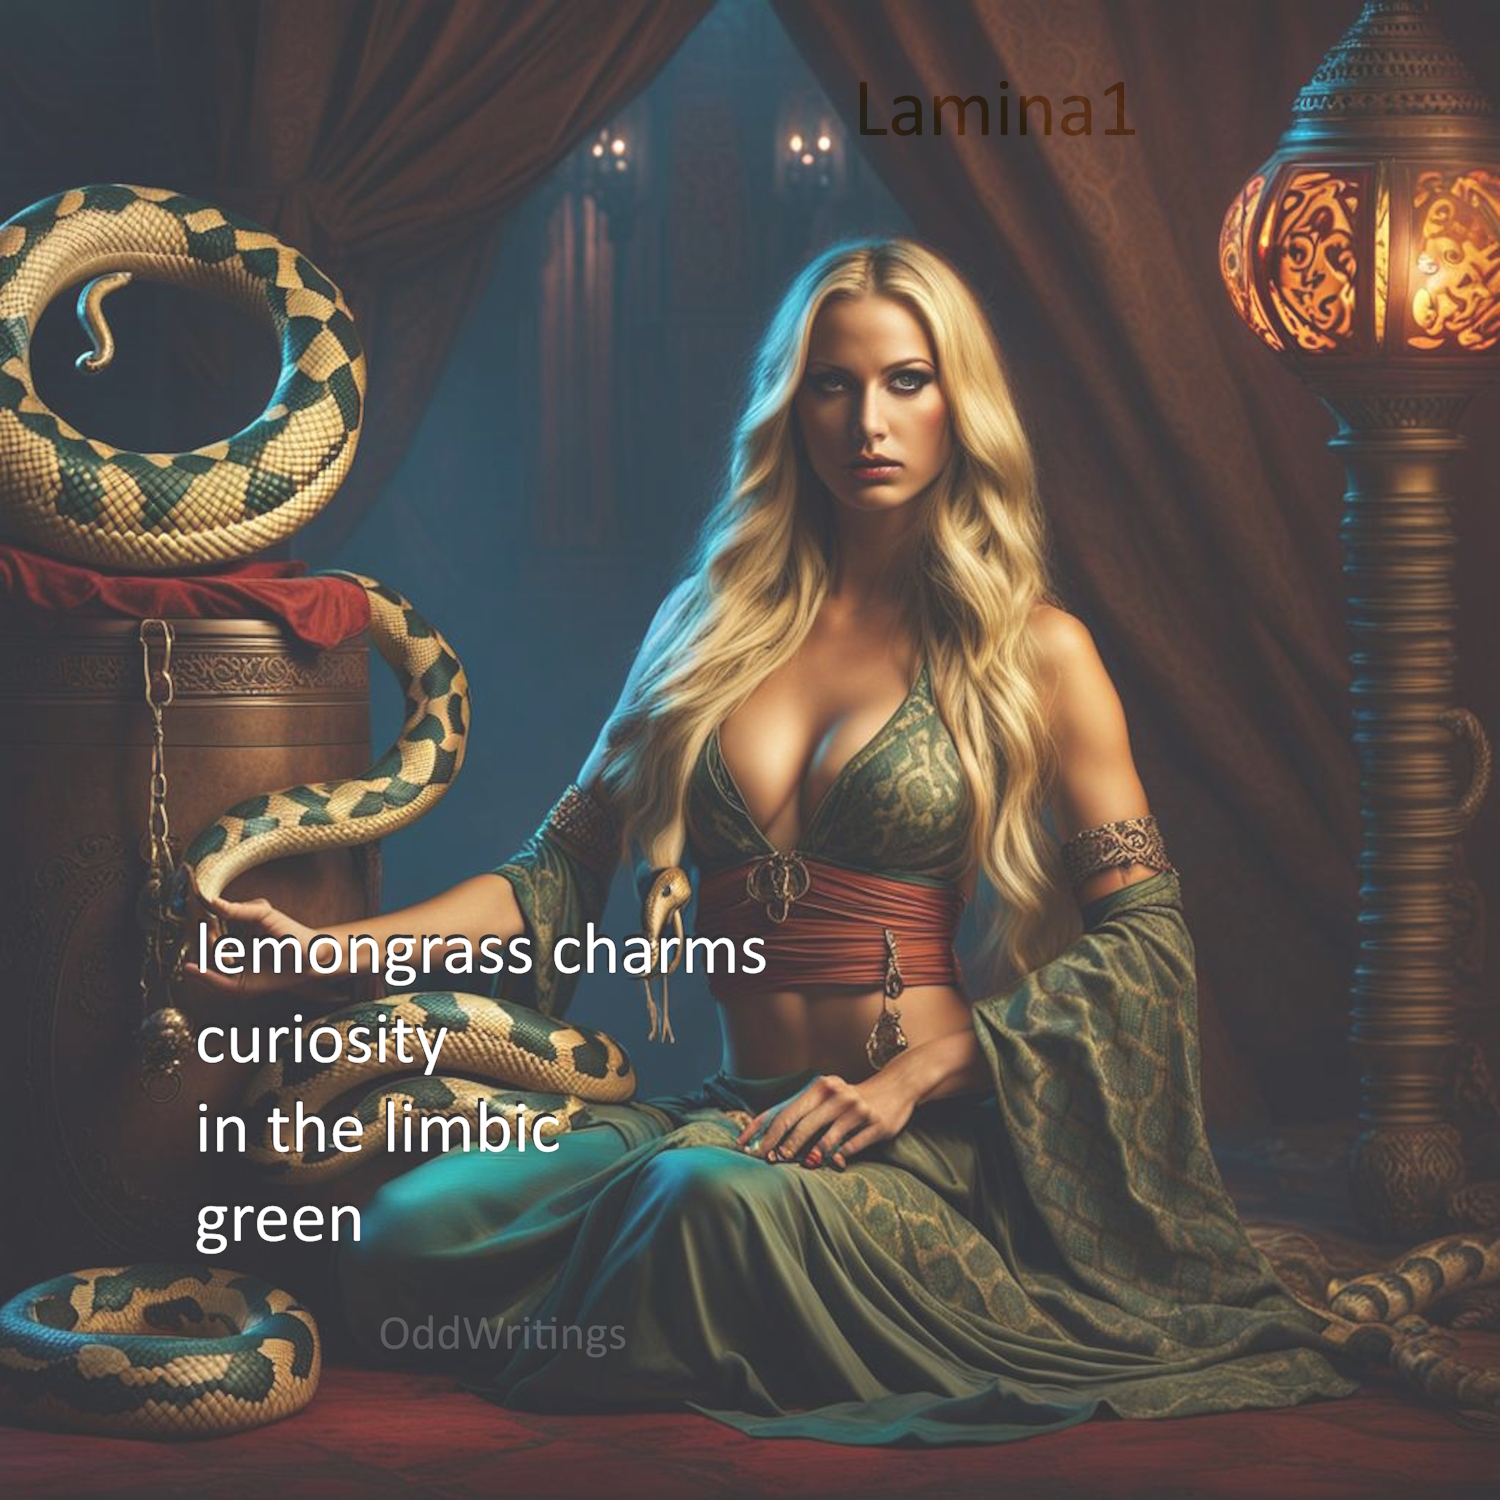 Lamina1
lemongrass charms
curiosity
in the limbic
green
OddWritings